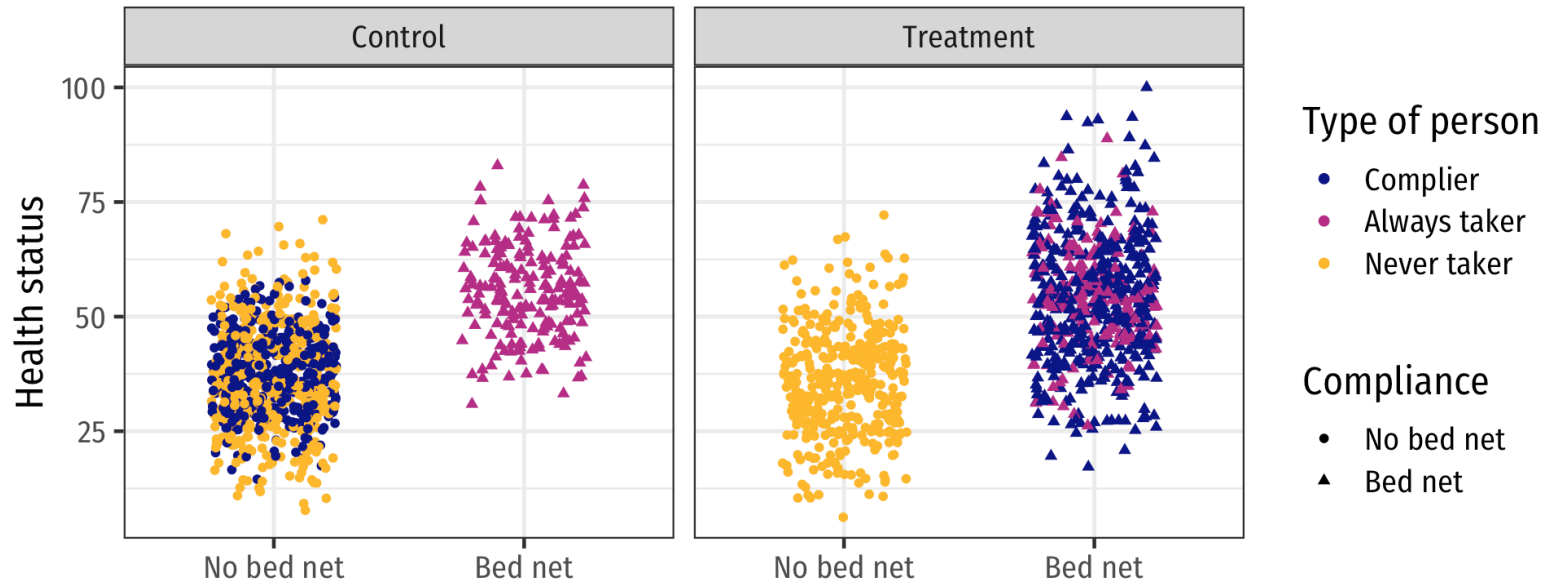 Control
Treatment
Health status
100
75
50
25
No bed net
Bed net
No bed net
Bed net
Type of person
Complier
Always taker
Never taker
Compliance
No bed net
Bed net